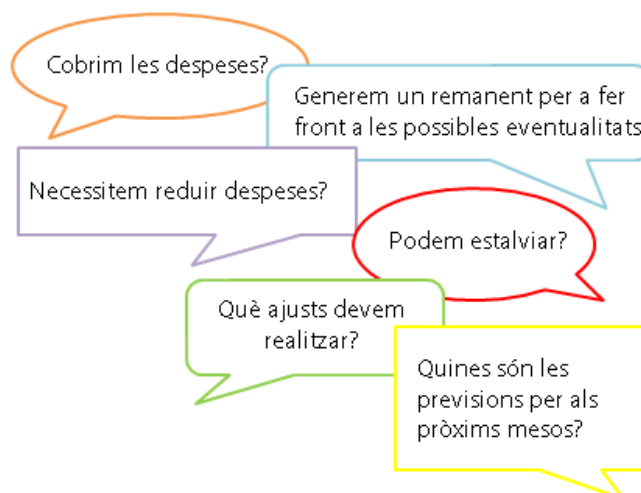 Cobrim les despeses?
Generem un remanent per a fer
front a les possibles eventualitats
Necessitem reduir despeses?
Podem estalviar?
Què ajusts devem
realitzar?
Quines són les
previsions per als
pròxims mesos?